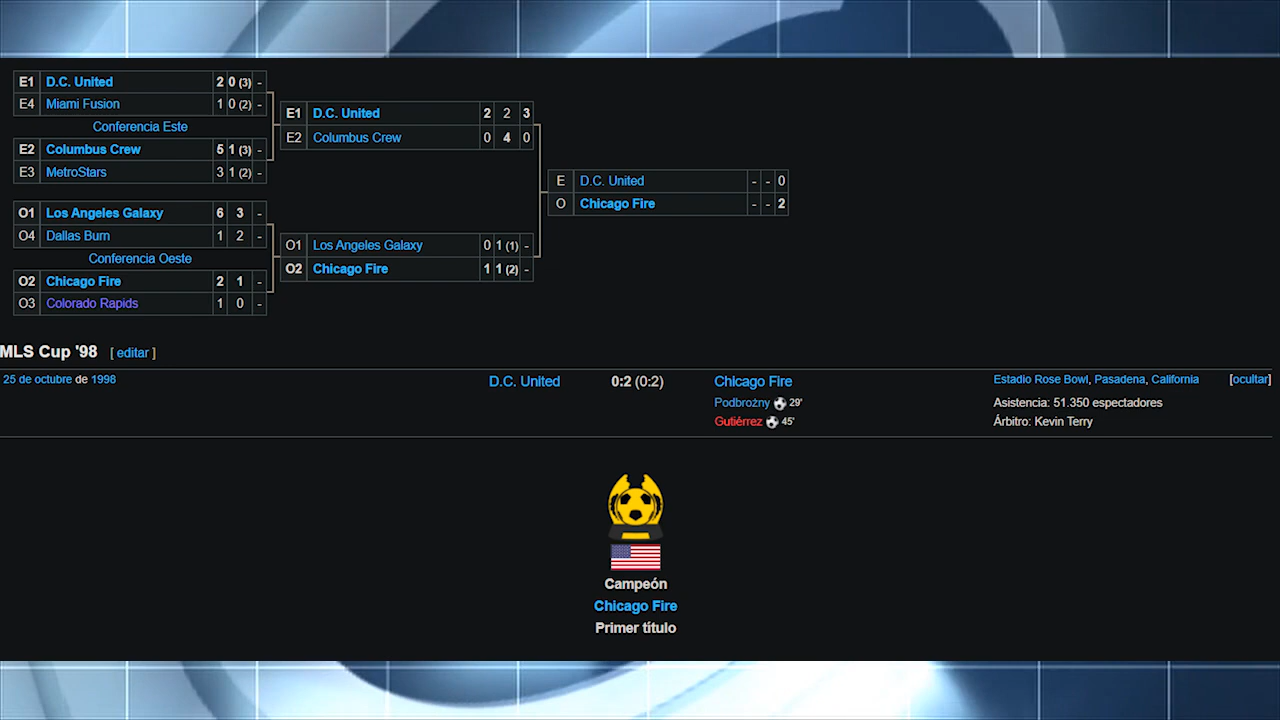 E1 D.C. United 2 0 (3) -
E4 Miami Fusion 1 0 (2) -
Conferencia Este
E2 Columbus Crew 5 1 (3) -
E3 MetroStars 3 1 (2) -
O1 Los Angeles Galaxy 6 3 -
O4 Dallas Burn 1 2 -
Conferencia Oeste
O2 Chicago Fire 2 1 -
O3 Colorado Rapids 1 0 -
E1 D.C. United 2 2 3
E2 Columbus Crew 0 4 0
O1 Los Angeles Galaxy 0 1 (1) -
O2 Chicago Fire 1 1 (2) -
E D.C. United - - 0
O Chicago Fire - - 2
MLS Cup '98 [ editar ]
25 de octubre de 1998 D.C. United 0:2 (0:2) Chicago Fire Estadio Rose Bowl, Pasadena, California [ocultar]
Podbrożny 29' Asistencia: 51.350 espectadores
Gutiérrez 45' Árbitro: Kevin Terry
Campeón
Chicago Fire
Primer título